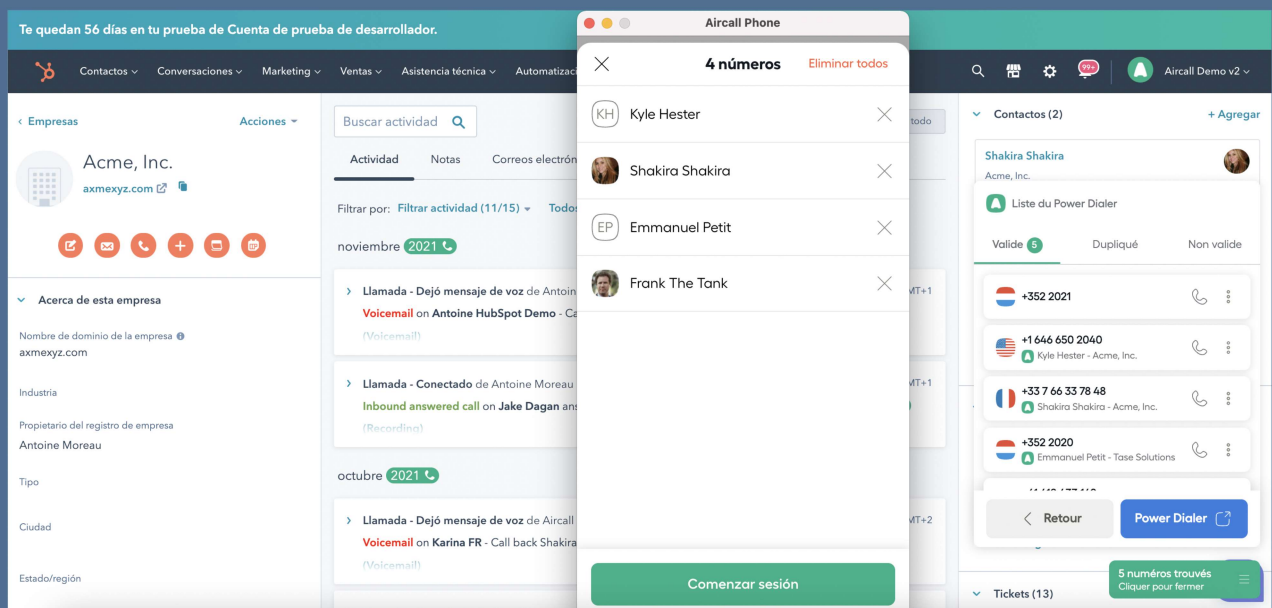 Te quedan 56 días en tu prueba de Cuenta de prueba de desarrollador.
Contactos
Conversaciones
Marketing
Ventas
Asistencia técnica
99+
Aircall Demo v2
Empresas
Acciones
Acme, Inc.
axmexyz.com
Acerca de esta empresa
Nombre de dominio de la empresa
axmexyz.com
Industria
Propietario del registro de empresa
Antoine Moreau
Tipo
Ciudad
Estado/región
Buscar actividad
todo
Actividad
Notas
Filtrar por: Filtrar actividad (11/15)
noviembre 2021
Llamada - Dejó mensaje de voz de
Voicemail on Antoine HubSpot Demo -
(Voicemail)
Llamada - Conectado de Antoine Moreau
Inbound answered call on Jake Dagan
(Recording)
octubre 2021
Llamada - Dejó mensaje de voz de Aircall
MT+2
Voicemail on Karina FR - Call back Shakira
(Voicemail)
Aircall Phone
4 números
Eliminar todos
KH Kyle Hester
Shakira Shakira
EP Emmanuel Petit
Frank The Tank
Comenzar sesión
Contactos (2)
+ Agregar
Shakira Shakira
Acme, Inc.
Liste du Power Dialer
Valide 5
Dupliqué
Non valide
+352 2021
+1 646 650 2040
Kyle Hester - Acme, Inc.
+33 7 66 33 78 48
Shakira Shakira - Acme, Inc.
+352 2020
Emmanuel Petit - Tase Solutions
Retour
Power Dialer
5 numéros trouvés
Cliquer pour fermer
Tickets (13)